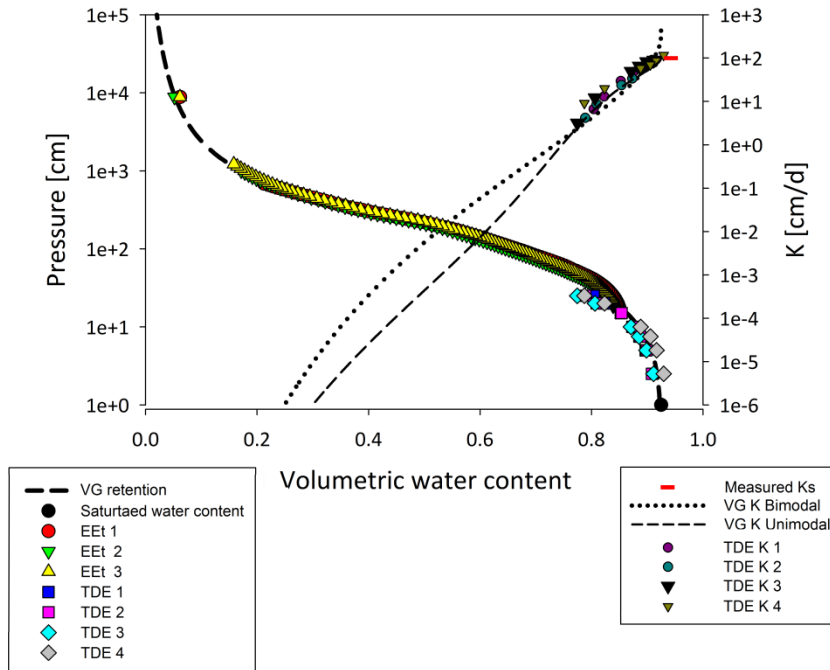 1e+5
1e+4
1e+3
1e+2
1e+1
1e+0
Pressure [cm]
1e+3
1e+2
1e+1
1e+0
1e-1
1e-2
1e-3
1e-4
1e-5
1e-6
K [cm/d]
0.0 0.2 0.4 0.6 0.8 1.0
Volumetric water content
VG retention
Saturtaed water content
EEt 1
EEt 2
EEt 3
TDE 1
TDE 2
TDE 3
TDE 4
Measured Ks
VG K Bimodal
VG K Unimodal
TDE K 1
TDE K 2
TDE K 3
TDE K 4